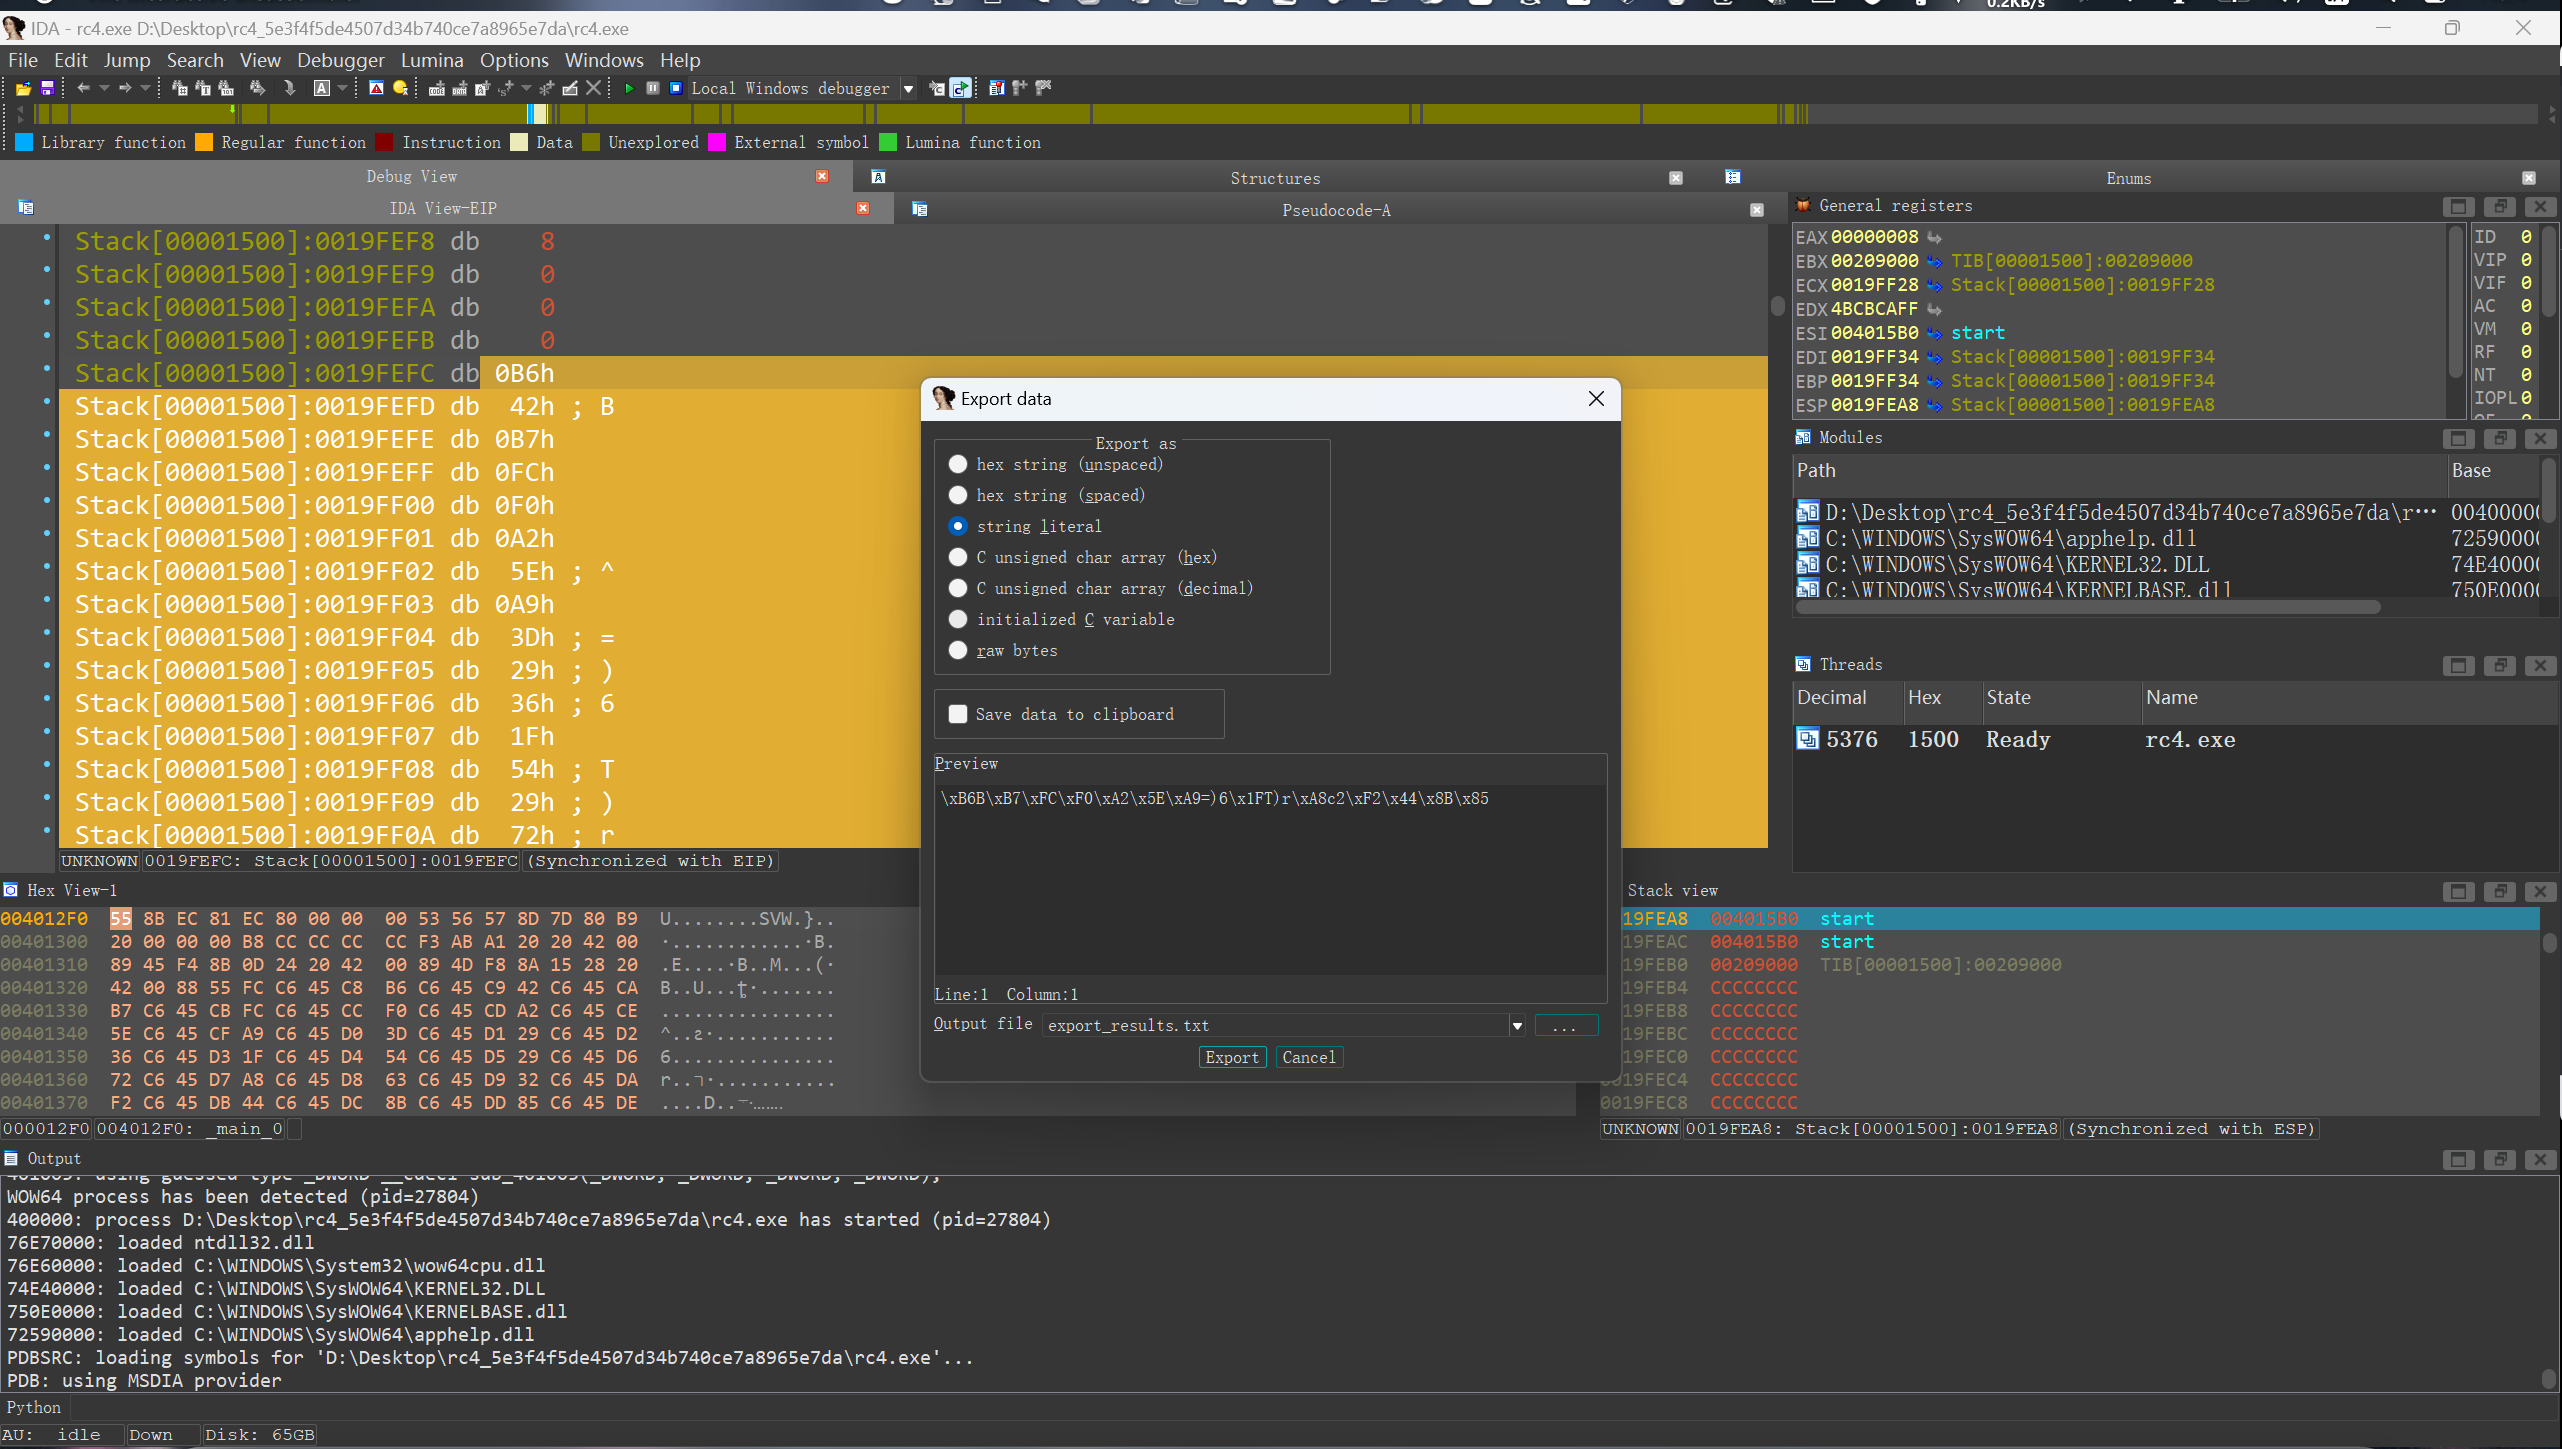 0.2KB/s
IDA - rc4.exe D:\Desktop\rc4_5e3f4f5de4507d34b740ce7a8965e7da\rc4.exe
File Edit Jump Search View Debugger Lumina Options Windows Help
Local Windows debugger
Library function Regular function Instruction Data Unexplored External symbol Lumina function
Debug View
Structures
Enums
IDA View-EIP
Pseudocode-A
Stack[00001500]:0019FEF8 db 8
Stack[00001500]:0019FEF9 db 0
Stack[00001500]:0019FEFA db 0
Stack[00001500]:0019FEFB db 0
Stack[00001500]:0019FEFC db 0B6h
Stack[00001500]:0019FEFD db 42h ; B
Stack[00001500]:0019FEFE db 0B7h
Stack[00001500]:0019FEFF db 0FCh
Stack[00001500]:0019FF00 db 0F0h
Stack[00001500]:0019FF01 db 0A2h
Stack[00001500]:0019FF02 db 5Eh ; ^
Stack[00001500]:0019FF03 db 0A9h
Stack[00001500]:0019FF04 db 3Dh ; =
Stack[00001500]:0019FF05 db 29h ; )
Stack[00001500]:0019FF06 db 36h ; 6
Stack[00001500]:0019FF07 db 1Fh
Stack[00001500]:0019FF08 db 54h ; T
Stack[00001500]:0019FF09 db 29h ; )
Stack[00001500]:0019FF0A db 72h ; r
UNKNOWN 0019FEFC: Stack[00001500]:0019FEFC (Synchronized with EIP)
Export data
Export as
hex string (unspaced)
hex string (spaced)
string literal
C unsigned char array (hex)
C unsigned char array (decimal)
initialized C variable
raw bytes
Save data to clipboard
Preview
\xB6B\xB7\xFC\xF0\xA2\x5E\xA9=)6\x1FT)r\xA8c2\xF2\x44\x8B\x85
Line:1 Column:1
Output file export_results.txt ...
Export Cancel
General registers
EAX 00000008
EBX 00209000 TIB[00001500]:00209000
ECX 0019FF28 Stack[00001500]:0019FF28
EDX 4BCBCAFF
ESI 004015B0 start
EDI 0019FF34 Stack[00001500]:0019FF34
EBP 0019FF34 Stack[00001500]:0019FF34
ESP 0019FEA8 Stack[00001500]:0019FEA8
ID 0
VIP 0
VIF 0
AC 0
VM 0
RF 0
NT 0
IOPL 0
Modules
Path Base
D:\Desktop\rc4_5e3f4f5de4507d34b740ce7a8965e7da\r… 0040000
C:\WINDOWS\SysWOW64\apphelp.dll 7259000
C:\WINDOWS\SysWOW64\KERNEL32.DLL 74E4000
C:\WINDOWS\SysWOW64\KERNELBASE.dll 750E000
Threads
Decimal Hex State Name
5376 1500 Ready rc4.exe
Hex View-1
004012F0 55 8B EC 81 EC 80 00 00 00 53 56 57 8D 7D 80 B9 U........SVW.}..
00401300 20 00 00 00 B8 CC CC CC CC F3 AB A1 20 20 42 00
00401310 89 45 F4 8B 0D 24 20 42 00 89 4D F8 8A 15 28 20
00401320 42 00 88 55 FC C6 45 C8 B6 C6 45 C9 42 C6 45 CA
00401330 B7 C6 45 CB FC C6 45 CC F0 C6 45 CD A2 C6 45 CE ................
00401340 5E C6 45 CF A9 C6 45 D0 3D C6 45 D1 29 C6 45 D2
00401350 36 C6 45 D3 1F C6 45 D4 54 C6 45 D5 29 C6 45 D6 6...............
00401360 72 C6 45 D7 A8 C6 45 D8 63 C6 45 D9 32 C6 45 DA
00401370 F2 C6 45 DB 44 C6 45 DC 8B C6 45 DD 85 C6 45 DE
000012F0 004012F0: _main_0
Stack view
19FEA8 004015B0 start
19FEAC 004015B0 start
19FEB0 00209000 TIB[00001500]:00209000
19FEB4 CCCCCCCC
19FEB8 CCCCCCCC
19FEBC CCCCCCCC
19FEC0 CCCCCCCC
19FEC4 CCCCCCCC
0019FEC8 CCCCCCCC
UNKNOWN 0019FEA8: Stack[00001500]:0019FEA8 (Synchronized with ESP)
Output
WOW64 process has been detected (pid=27804)
400000: process D:\Desktop\rc4_5e3f4f5de4507d34b740ce7a8965e7da\rc4.exe has started (pid=27804)
76E70000: loaded ntdll32.dll
76E60000: loaded C:\WINDOWS\System32\wow64cpu.dll
74E40000: loaded C:\WINDOWS\SysWOW64\KERNEL32.DLL
750E0000: loaded C:\WINDOWS\SysWOW64\KERNELBASE.dll
72590000: loaded C:\WINDOWS\SysWOW64\apphelp.dll
PDBSRC: loading symbols for 'D:\Desktop\rc4_5e3f4f5de4507d34b740ce7a8965e7da\rc4.exe'...
PDB: using MSDIA provider
Python
AU: idle Down Disk: 65GB